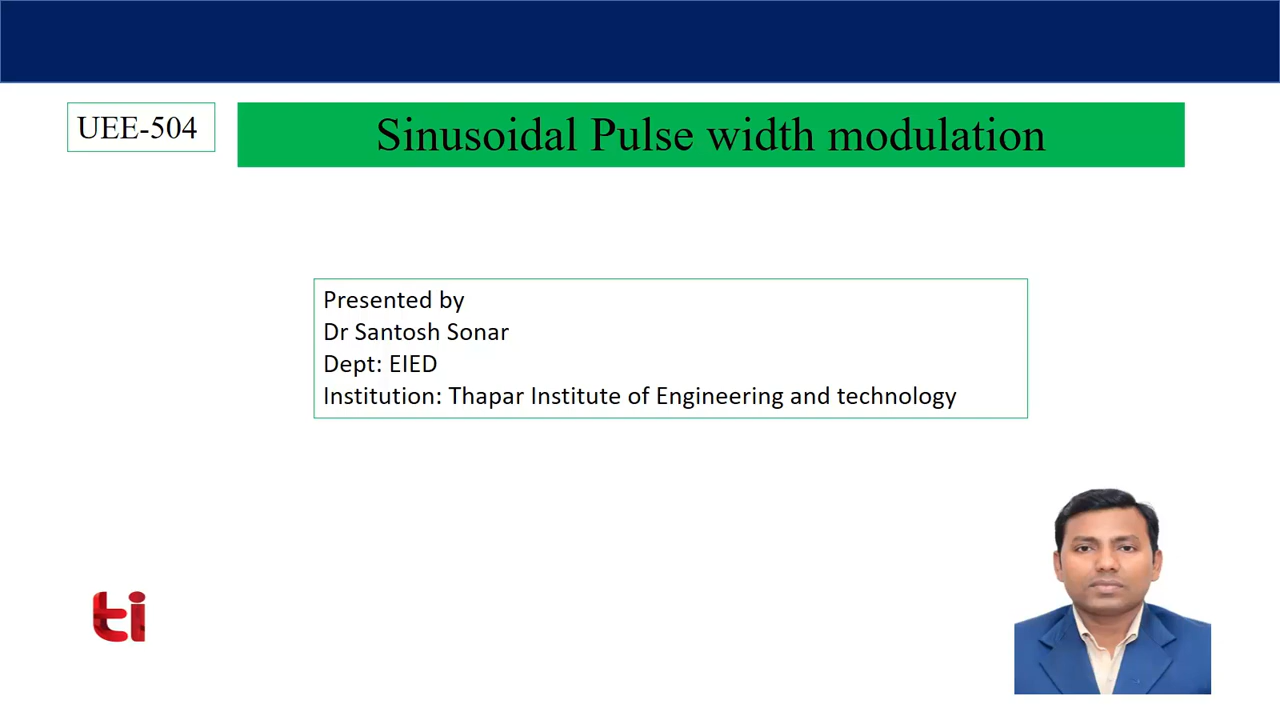 UEE-504
Sinusoidal Pulse width modulation
Presented by
Dr Santosh Sonar
Dept: EIED
Institution: Thapar Institute of Engineering and technology
ti